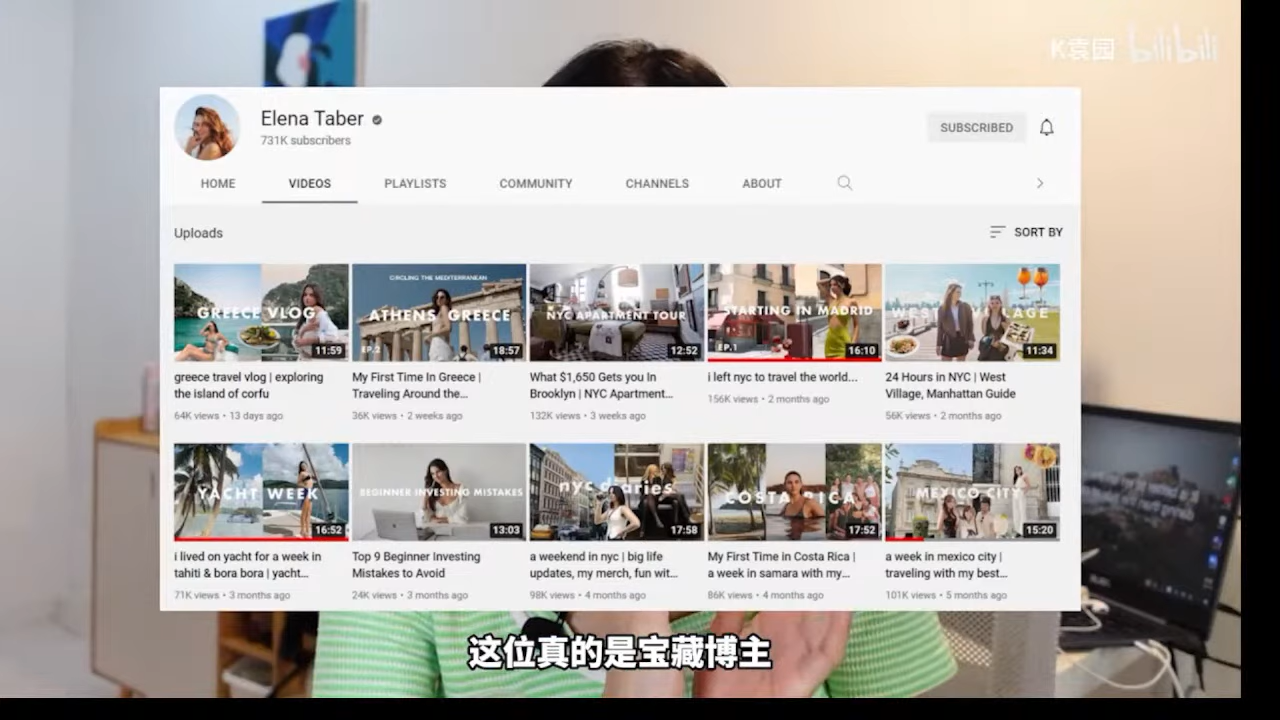 K袁园 bilibili
Elena Taber
731K subscribers
SUBSCRIBED
HOME VIDEOS PLAYLISTS COMMUNITY CHANNELS ABOUT
Uploads
SORT BY
GREECE VLOG
11:59
CIRCLING THE MEDITERRANEAN
ATHENS GREECE
EP.2
18:57
NYC APARTMENT TOUR
12:52
STARTING IN MADRID
EP.1
16:10
WEST VILLAGE
11:34
greece travel vlog | exploring
the island of corfu
64K views • 13 days ago
My First Time In Greece |
Traveling Around the...
36K views • 2 weeks ago
What $1,650 Gets you In
Brooklyn | NYC Apartment...
132K views • 3 weeks ago
i left nyc to travel the world...
156K views • 2 months ago
24 Hours in NYC | West
Village, Manhattan Guide
56K views • 2 months ago
YACHT WEEK
16:52
BEGINNER INVESTING MISTAKES
13:03
nyc diaries
17:58
COSTA RICA
17:52
MEXICO CITY
15:20
i lived on yacht for a week in
tahiti & bora bora | yacht...
71K views • 3 months ago
Top 9 Beginner Investing
Mistakes to Avoid
24K views • 3 months ago
a weekend in nyc | big life
updates, my merch, fun wit...
98K views • 4 months ago
My First Time in Costa Rica |
a week in samara with my...
86K views • 4 months ago
a week in mexico city |
traveling with my best...
101K views • 5 months ago
这位真的是宝藏博主